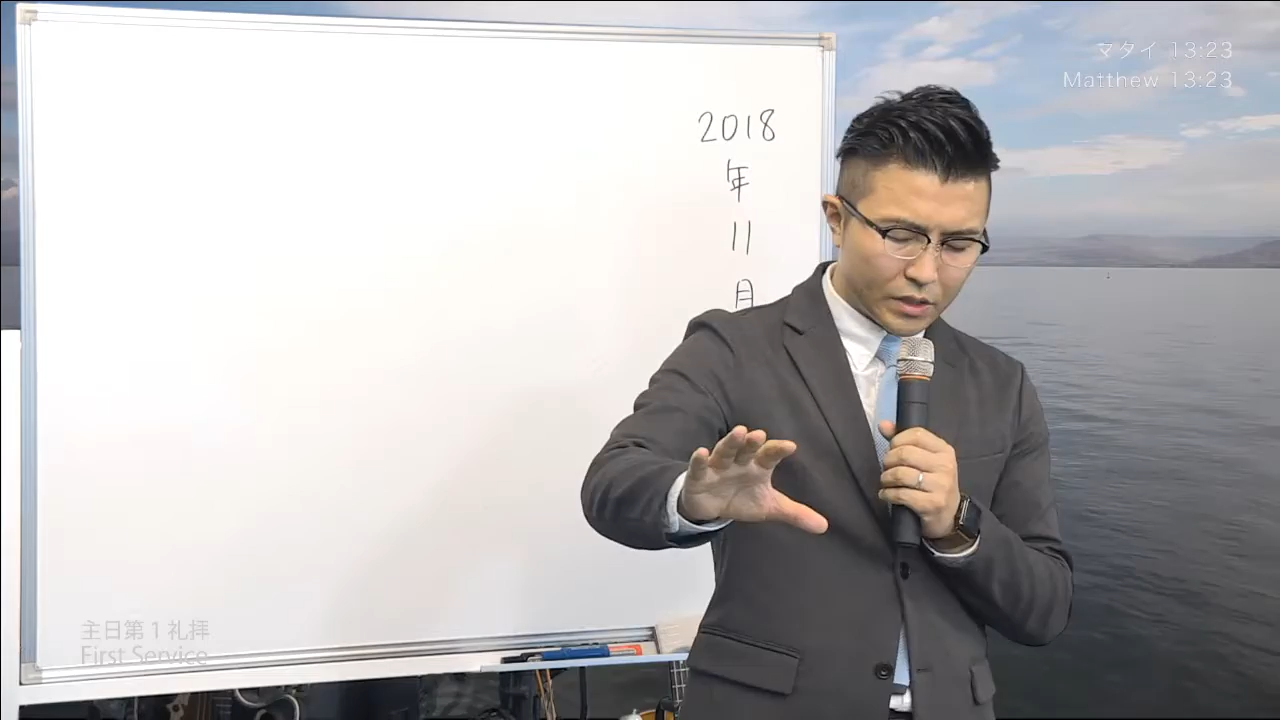 マタイ 13:23
Matthew 13:23
2018
年
11
月
主日第１礼拝
First Service